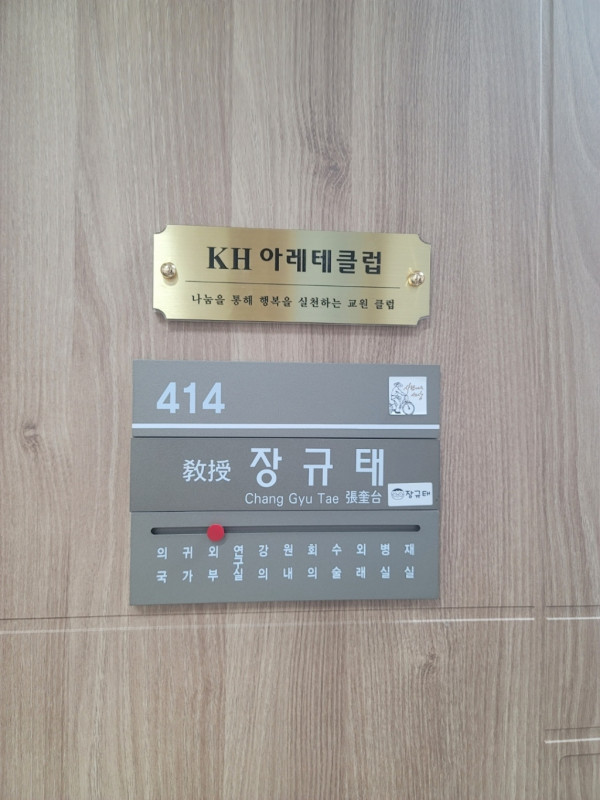 KH 아레테클럽
나눔을 통해 행복을 실천하는 교원 클럽
414
敎授 장 규 태
Chang Gyu Tae 張奎台
장규태
외국 귀가 외부 연구실 강의 원내 회의 수술 외래 병실 재실